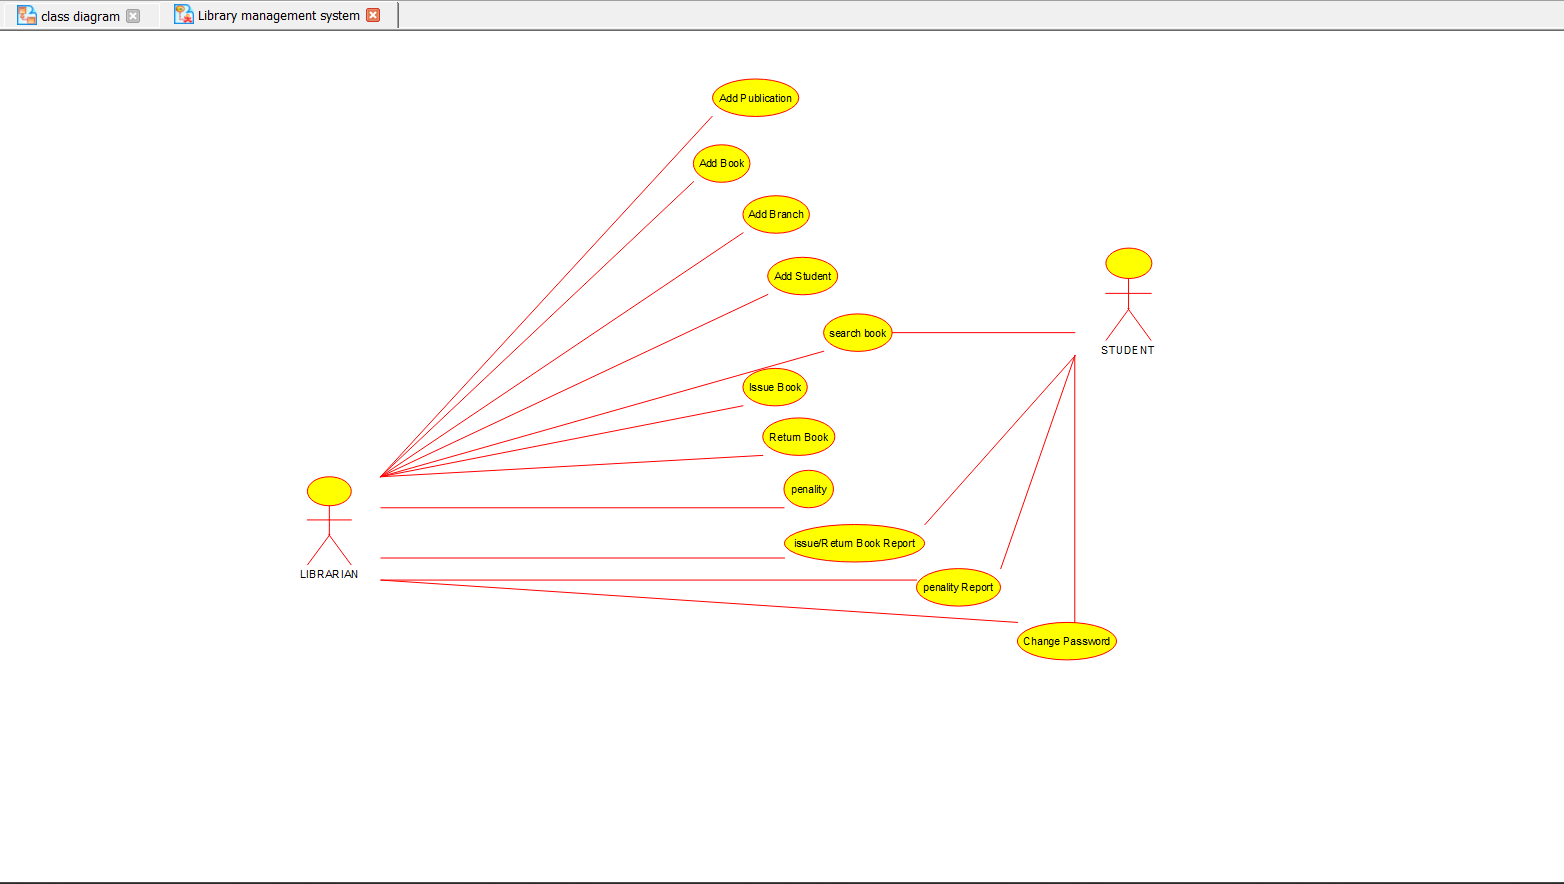 class diagram
Library management system
Add Publication
Add Book
Add Branch
Add Student
search book
STUDENT
Issue Book
Return Book
penality
issue/Return Book Report
LIBRARIAN
penality Report
Change Password